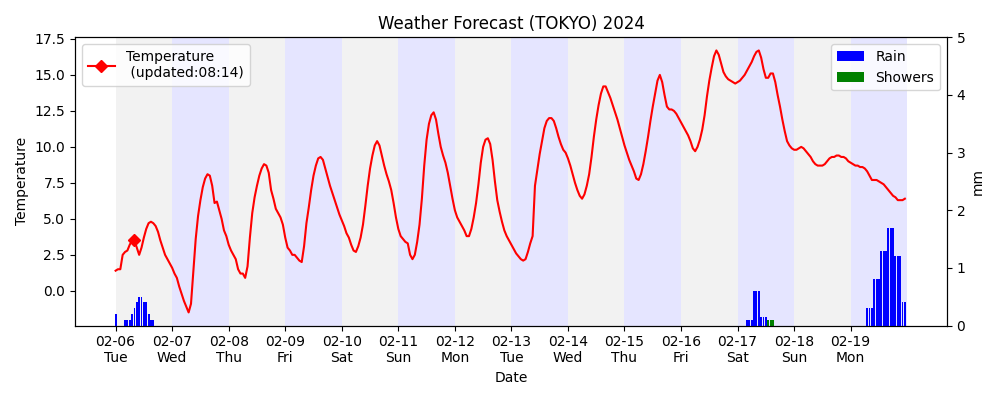 Weather Forecast (TOKYO) 2024
Temperature
(updated:08:14)
Rain
Showers
Temperature
17.5
15.0
12.5
10.0
7.5
5.0
2.5
0.0
5
4
3
2
1
0
mm
02-06 02-07 02-08 02-09 02-10 02-11 02-12 02-13 02-14 02-15 02-16 02-17 02-18 02-19
Tue Wed Thu Fri Sat Sun Mon Tue Wed Thu Fri Sat Sun Mon
Date